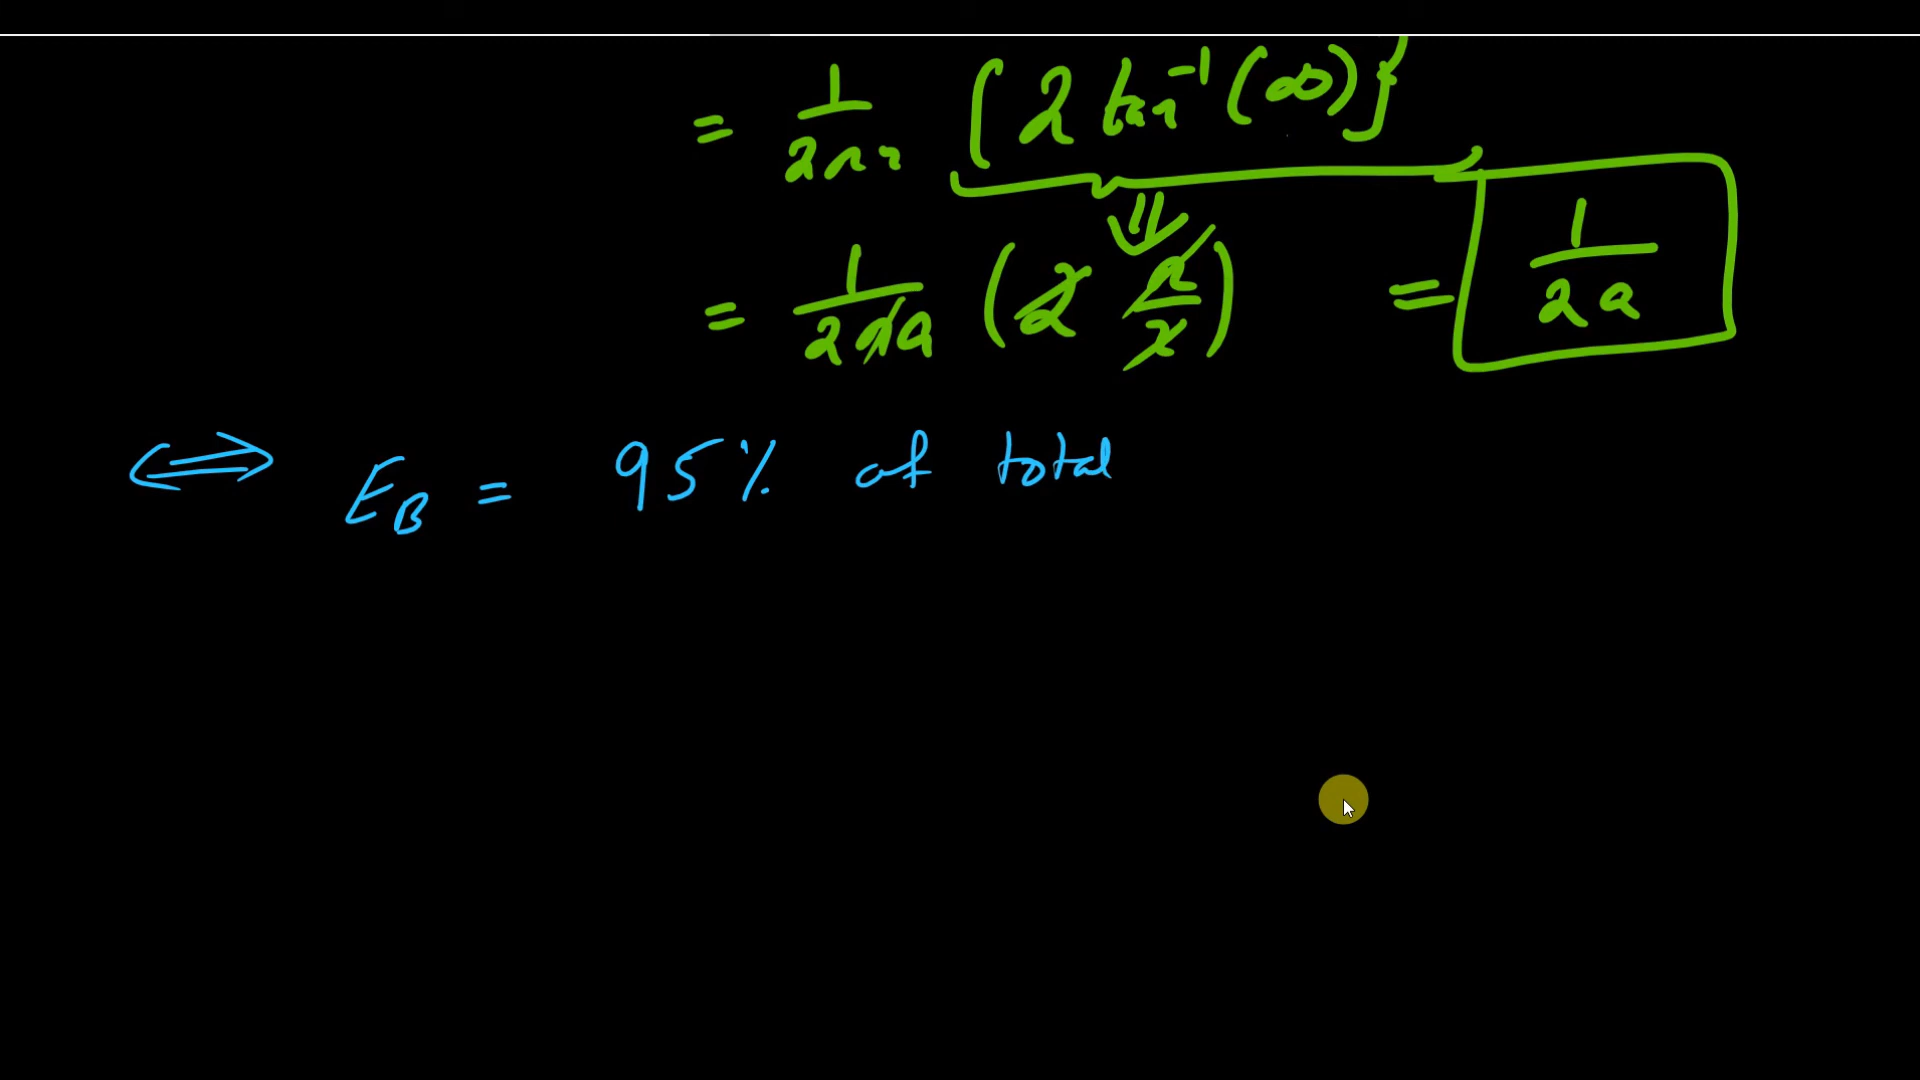 = 1/2πa {2 tan⁻¹(∞)}
= 1/2πa (2 π/2) = 1/2a
⟺ E_B = 95% of total